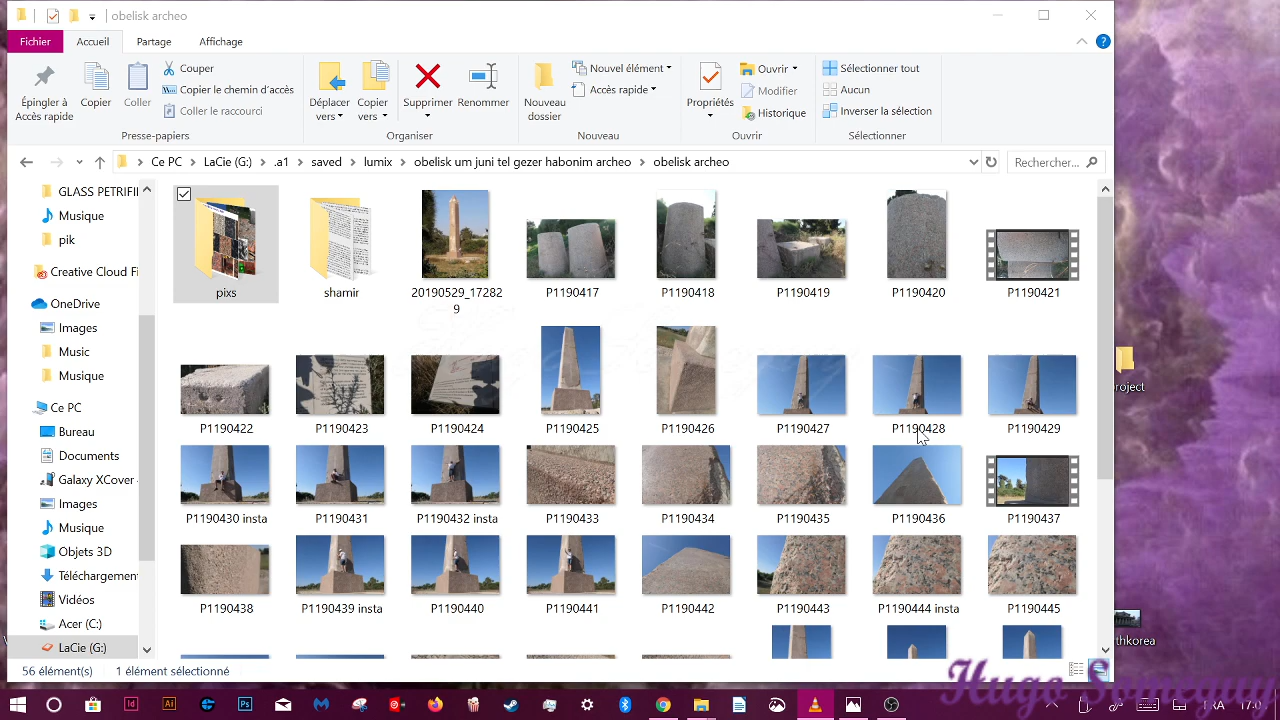 obelisk archeo
Fichier Accueil Partage Affichage
Épingler à Accès rapide
Copier
Coller
Couper
Copier le chemin d'accès
Coller le raccourci
Déplacer vers
Copier vers
Supprimer
Renommer
Nouveau dossier
Nouvel élément
Accès rapide
Propriétés
Ouvrir
Modifier
Historique
Sélectionner tout
Aucun
Inverser la sélection
Presse-papiers Organiser Nouveau Ouvrir Sélectionner
Ce PC > LaCie (G:) > .a1 > saved > lumix > obelisk um juni tel gezer habonim archeo > obelisk archeo
Rechercher...
GLASS PETRIFI
Musique
pik
Creative Cloud Fi
OneDrive
Images
Music
Musique
Ce PC
Bureau
Documents
Galaxy XCover
Images
Musique
Objets 3D
Téléchargemen
Vidéos
Acer (C:)
LaCie (G:)
pixs shamir 20190529_172829 P1190417 P1190418 P1190419 P1190420 P1190421
P1190422 P1190423 P1190424 P1190425 P1190426 P1190427 P1190428 P1190429
P1190430 insta P1190431 P1190432 insta P1190433 P1190434 P1190435 P1190436 P1190437
P1190438 P1190439 insta P1190440 P1190441 P1190442 P1190443 P1190444 insta P1190445
56 élément(s) 1 élément sélectionné
roject
thkorea
Hugo Spineguy
FRA 17:0